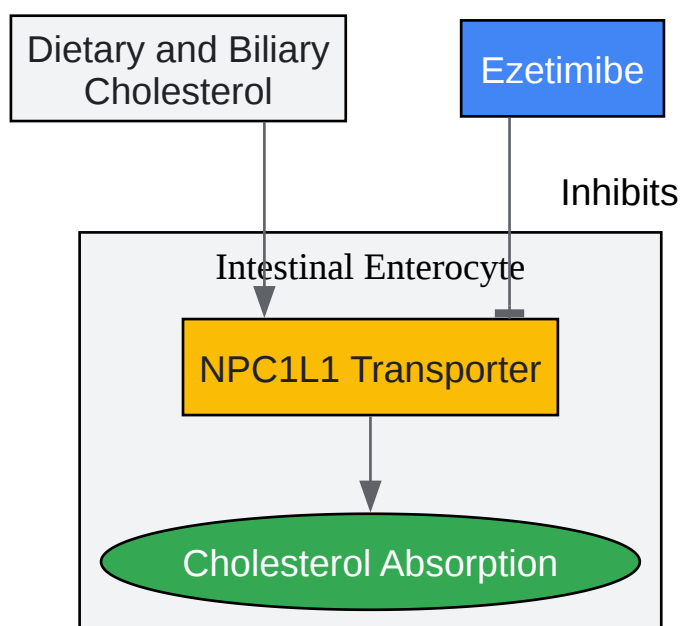 Dietary and Biliary
Cholesterol
Ezetimibe
Inhibits
Intestinal Enterocyte
NPC1L1 Transporter
Cholesterol Absorption